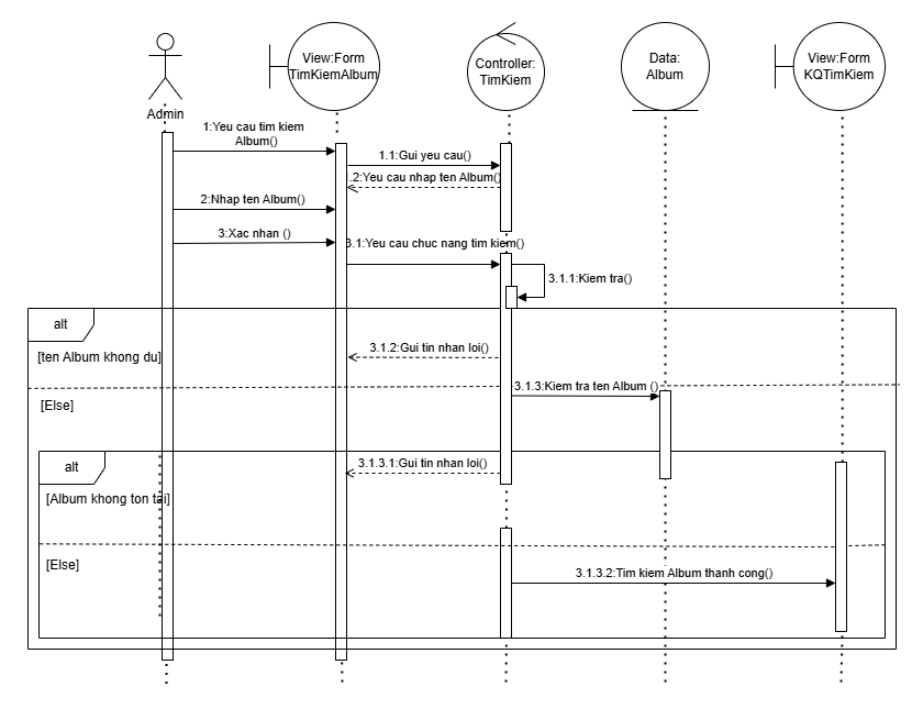 View:Form
TimKiemAlbum
Controller:
TimKiem
Data:
Album
View:Form
KQTimKiem
Admin
1:Yeu cau tim kiem
Album()
1.1:Gui yeu cau()
.2:Yeu cau nhap ten Album()
2:Nhap ten Album()
3:Xac nhan ()
3.1:Yeu cau chuc nang tim kiem()
3.1.1:Kiem tra()
alt
[ten Album khong du]
3.1.2:Gui tin nhan loi()
3.1.3:Kiem tra ten Album ()
[Else]
alt
3.1.3.1:Gui tin nhan loi()
[Album khong ton tai]
[Else]
3.1.3.2:Tim kiem Album thanh cong()